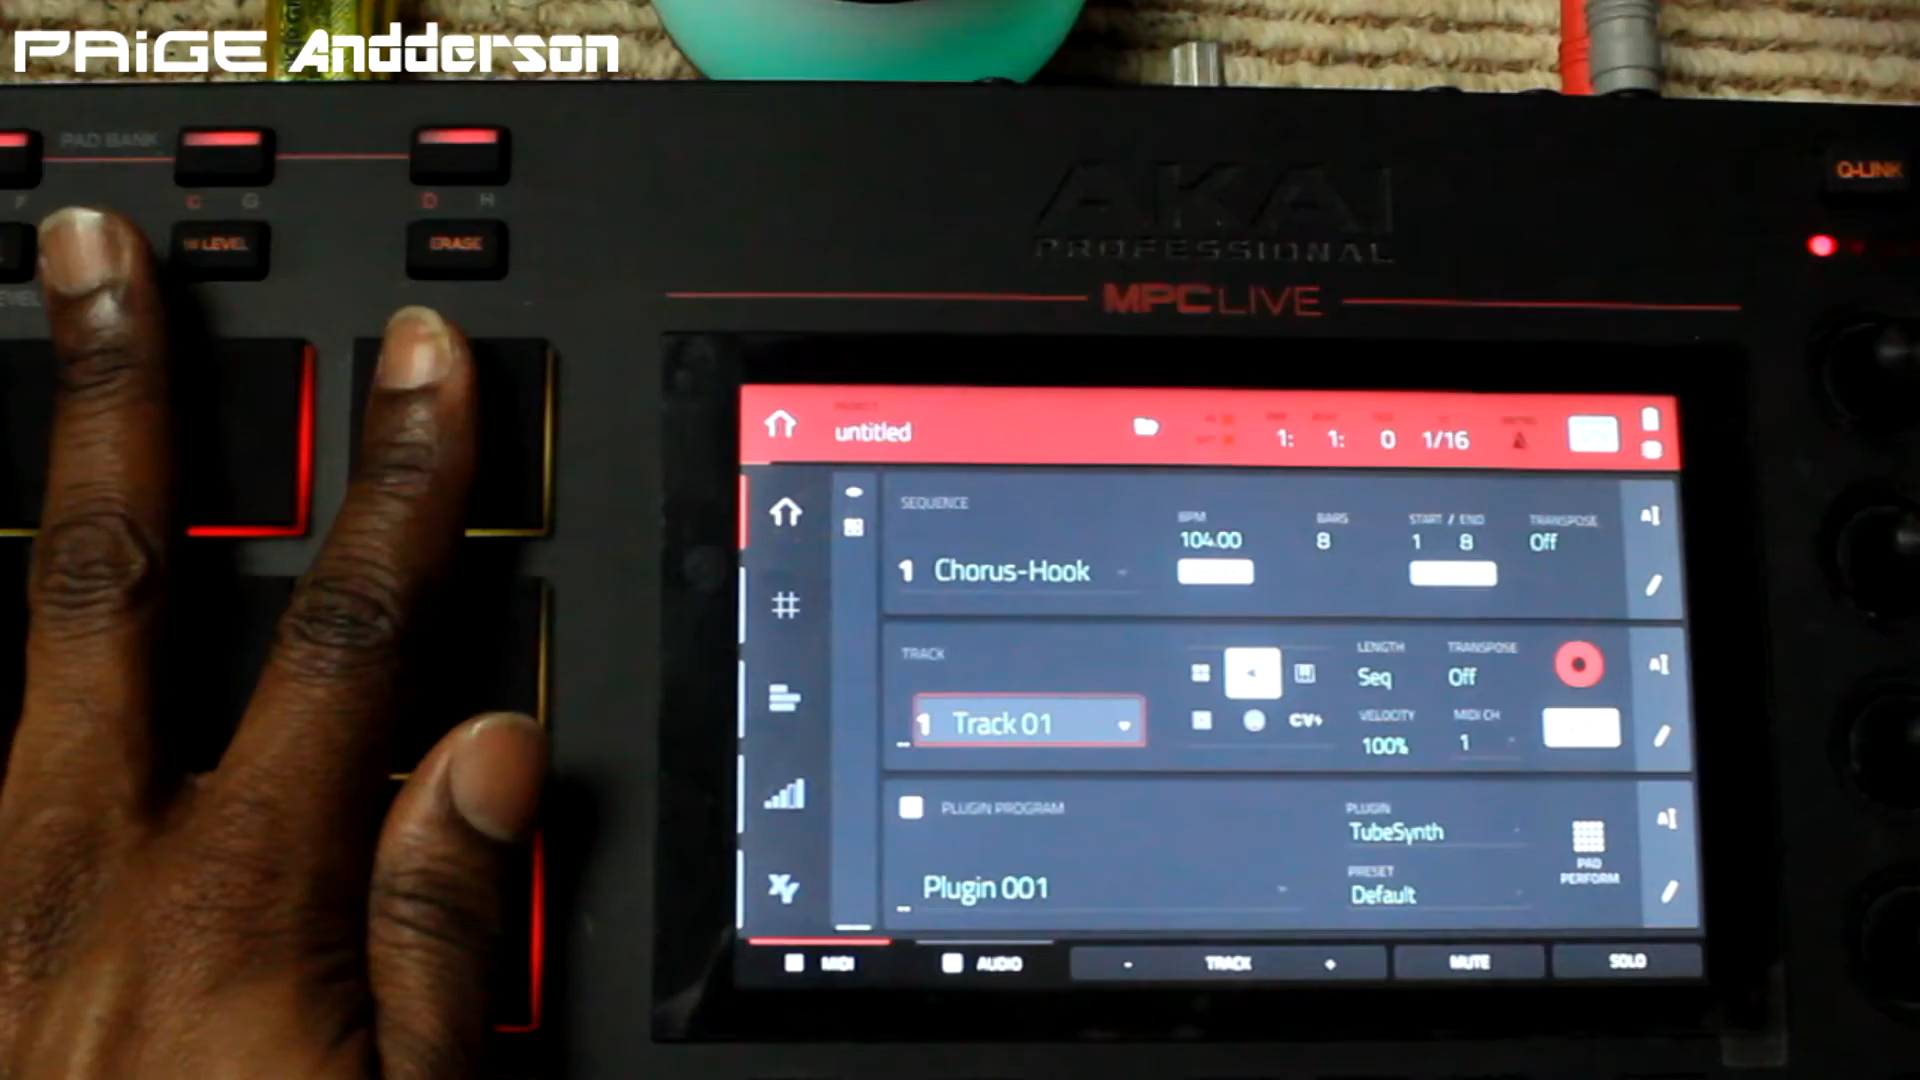 PAiGE Andderson
PAD BANK
F C G D H
16 LEVEL
ERASE
AKAI
PROFESSIONAL
MPC LIVE
Q-LINK
PROJECT
untitled
1: 1: 0 1/16
SEQUENCE
BPM
BARS
START / END
TRANSPOSE
1 Chorus-Hook
104.00
8
1 8
Off
TRACK
LENGTH
TRANSPOSE
Seq
Off
1 Track 01
VELOCITY
MIDI CH
CV
100%
1
PLUGIN PROGRAM
PLUGIN
TubeSynth
PAD
PERFORM
Plugin 001
PRESET
Default
XY
MIDI
AUDIO
- TRACK +
MUTE
SOLO